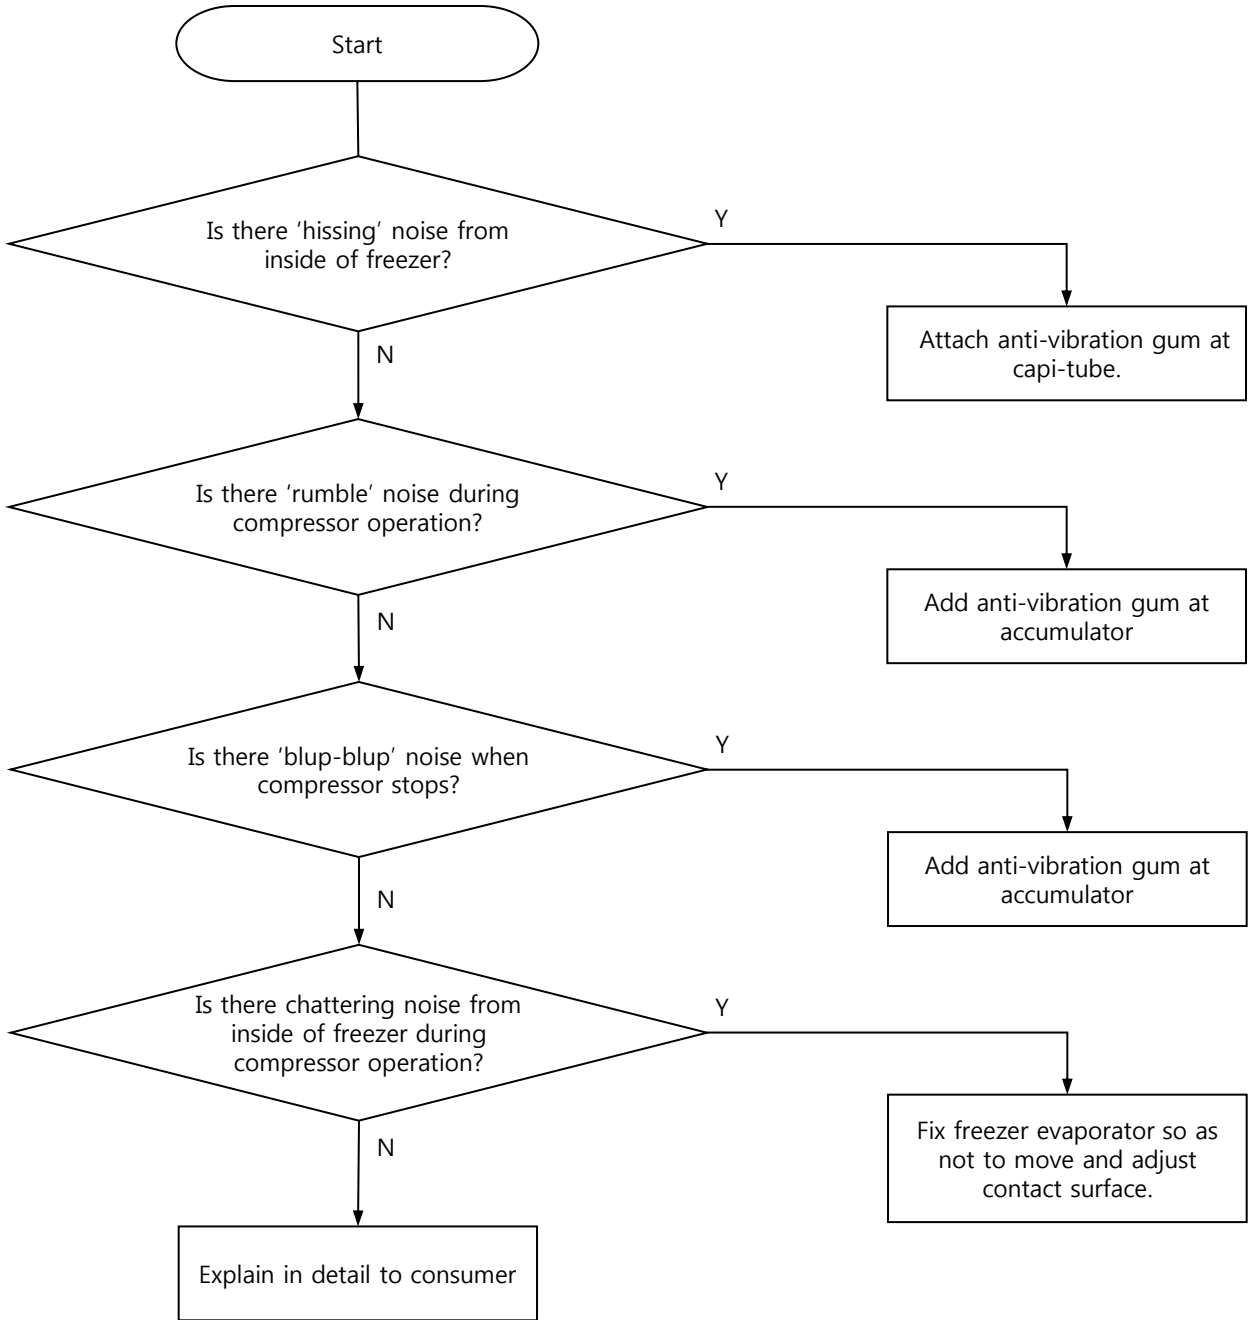 Start
Is there ‘hissing’ noise from
inside of freezer?
Y
Attach anti-vibration gum at
capi-tube.
N
Is there ‘rumble’ noise during
compressor operation?
Y
Add anti-vibration gum at
accumulator
N
Is there ‘blup-blup’ noise when
compressor stops?
Y
Add anti-vibration gum at
accumulator
N
Is there chattering noise from
inside of freezer during
compressor operation?
Y
Fix freezer evaporator so as
not to move and adjust
contact surface.
N
Explain in detail to consumer